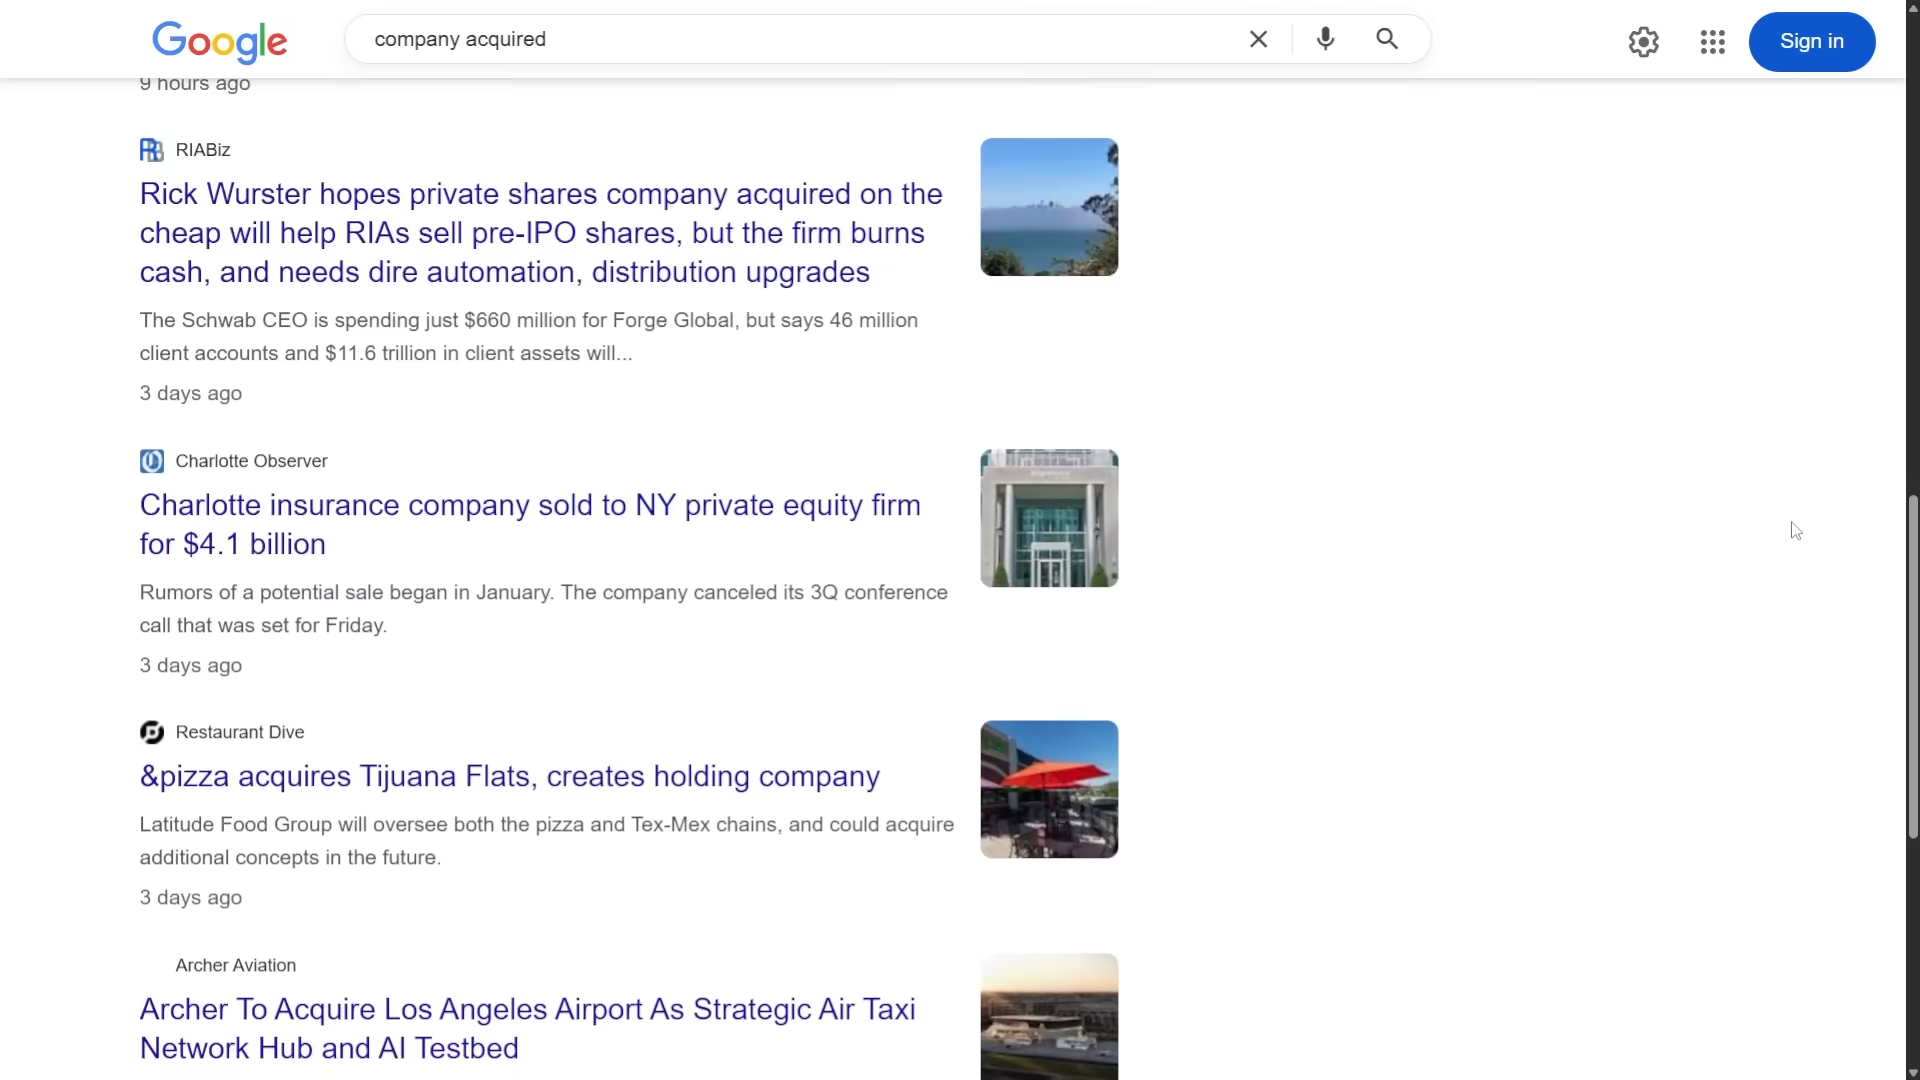 Google
company acquired
Sign in
9 hours ago
RIABiz
Rick Wurster hopes private shares company acquired on the
cheap will help RIAs sell pre-IPO shares, but the firm burns
cash, and needs dire automation, distribution upgrades
The Schwab CEO is spending just $660 million for Forge Global, but says 46 million
client accounts and $11.6 trillion in client assets will...
3 days ago
Charlotte Observer
Charlotte insurance company sold to NY private equity firm
for $4.1 billion
Rumors of a potential sale began in January. The company canceled its 3Q conference
call that was set for Friday.
3 days ago
Restaurant Dive
&pizza acquires Tijuana Flats, creates holding company
Latitude Food Group will oversee both the pizza and Tex-Mex chains, and could acquire
additional concepts in the future.
3 days ago
Archer Aviation
Archer To Acquire Los Angeles Airport As Strategic Air Taxi
Network Hub and AI Testbed